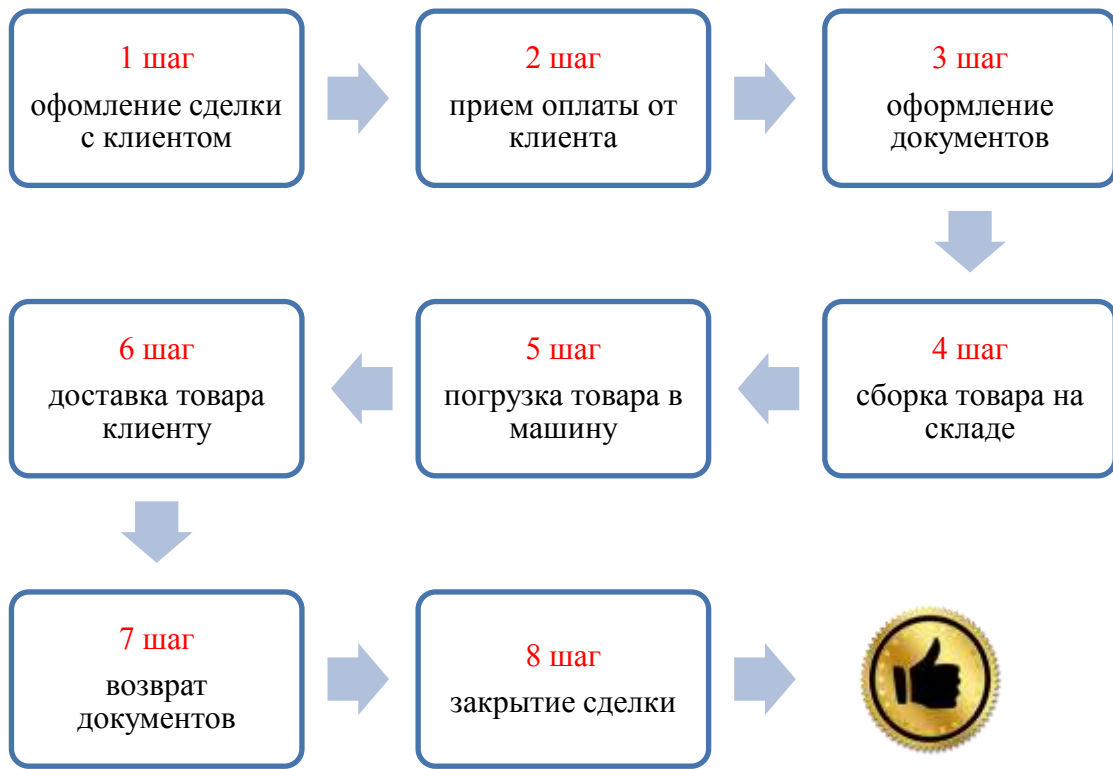 1 шаг
офомление сделки
с клиентом
2 шаг
прием оплаты от
клиента
3 шаг
оформление
документов
4 шаг
сборка товара на
складе
5 шаг
погрузка товара в
машину
6 шаг
доставка товара
клиенту
7 шаг
возврат
документов
8 шаг
закрытие сделки